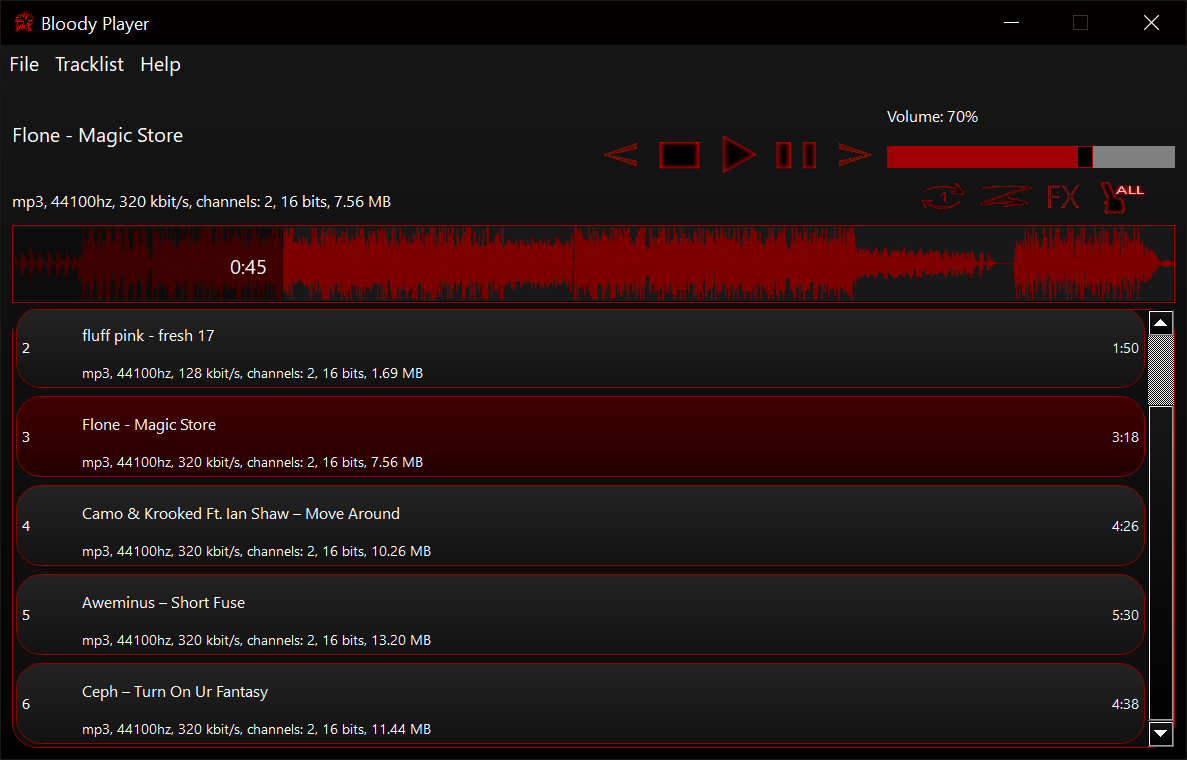 Bloody Player
File Tracklist Help
Volume: 70%
Flone - Magic Store
mp3, 44100hz, 320 kbit/s, channels: 2, 16 bits, 7.56 MB
1 FX ALL
0:45
2 fluff pink - fresh 17 1:50
mp3, 44100hz, 128 kbit/s, channels: 2, 16 bits, 1.69 MB
3 Flone - Magic Store 3:18
mp3, 44100hz, 320 kbit/s, channels: 2, 16 bits, 7.56 MB
4 Camo & Krooked Ft. Ian Shaw – Move Around 4:26
mp3, 44100hz, 320 kbit/s, channels: 2, 16 bits, 10.26 MB
5 Aweminus – Short Fuse 5:30
mp3, 44100hz, 320 kbit/s, channels: 2, 16 bits, 13.20 MB
6 Ceph – Turn On Ur Fantasy 4:38
mp3, 44100hz, 320 kbit/s, channels: 2, 16 bits, 11.44 MB